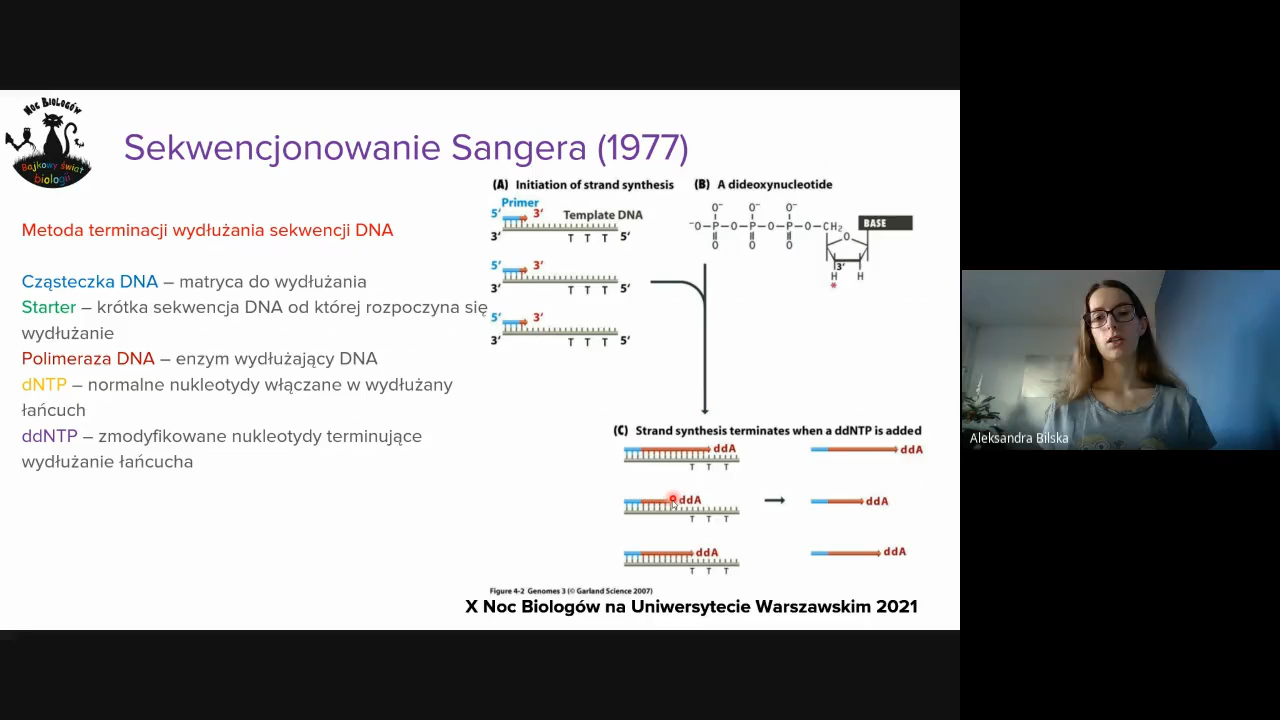 Noc Biologów
Bajkowy świat
biologii
Sekwencjonowanie Sangera (1977)
Metoda terminacji wydłużania sekwencji DNA
Cząsteczka DNA – matryca do wydłużania
Starter – krótka sekwencja DNA od której rozpoczyna się
wydłużanie
Polimeraza DNA – enzym wydłużający DNA
dNTP – normalne nukleotydy włączane w wydłużany
łańcuch
ddNTP – zmodyfikowane nukleotydy terminujące
wydłużanie łańcucha
(A) Initiation of strand synthesis
Primer
5' 3' Template DNA
3' T T T 5'
5' 3'
3' T T T 5'
5' 3'
3' T T T 5'
(B) A dideoxynucleotide
O⁻ O⁻ O⁻
⁻O–P–O–P–O–P–O–CH₂ BASE
O O O O
3'
H H
*
(C) Strand synthesis terminates when a ddNTP is added
ddA ddA
T T T
ddA ddA
T T T
ddA ddA
T T T
Figure 4-2 Genomes 3 (© Garland Science 2007)
X Noc Biologów na Uniwersytecie Warszawskim 2021
Aleksandra Bilska